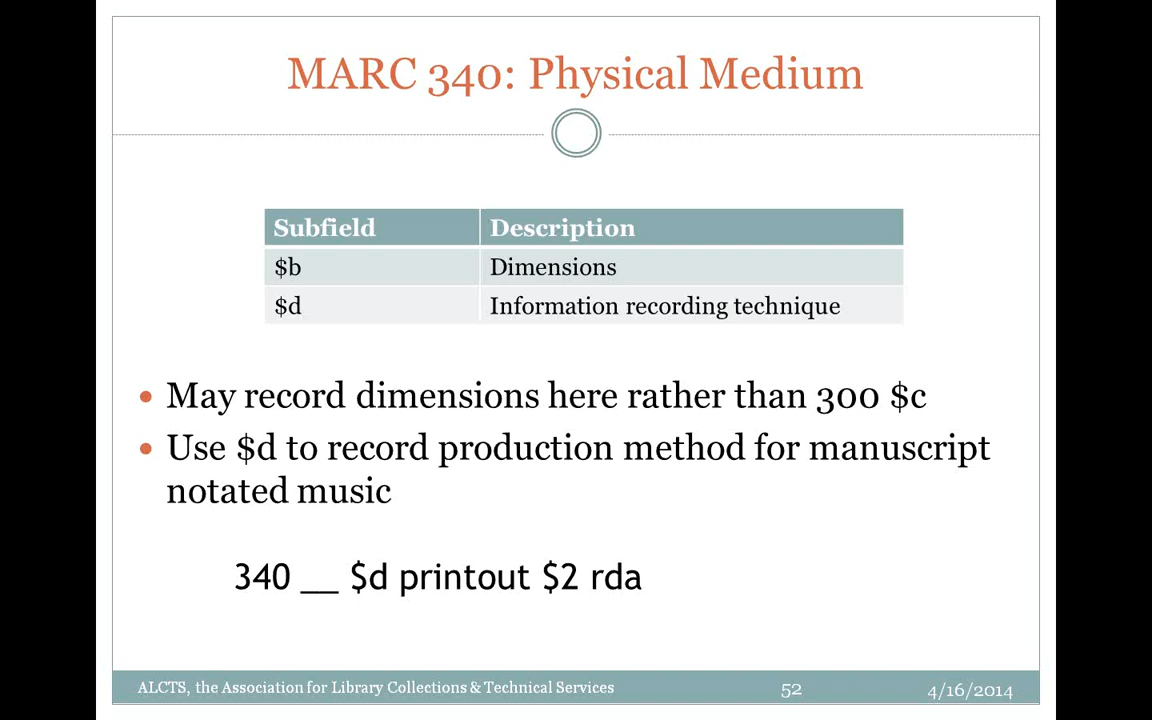 MARC 340: Physical Medium
Subfield Description
$b Dimensions
$d Information recording technique
• May record dimensions here rather than 300 $c
• Use $d to record production method for manuscript
notated music
340 __ $d printout $2 rda
ALCTS, the Association for Library Collections & Technical Services 52 4/16/2014